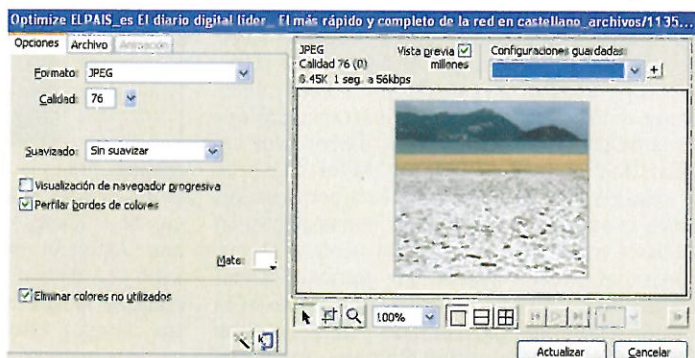 Optimize ELPAIS_es El diario digital líder_ El más rápido y completo de la red en castellano_archivos/1135...
Opciones
Archivo
Animación
Formato: JPEG
Calidad: 76
Suavizado: Sin suavizar
Visualización de navegador progresiva
Perfilar bordes de colores
Mate:
Eliminar colores no utilizados
JPEG
Calidad 76 (0)
6.45K 1 seg. a 56kbps
Vista previa
millones
Configuraciones guardadas:
100%
1
Actualizar
Cancelar